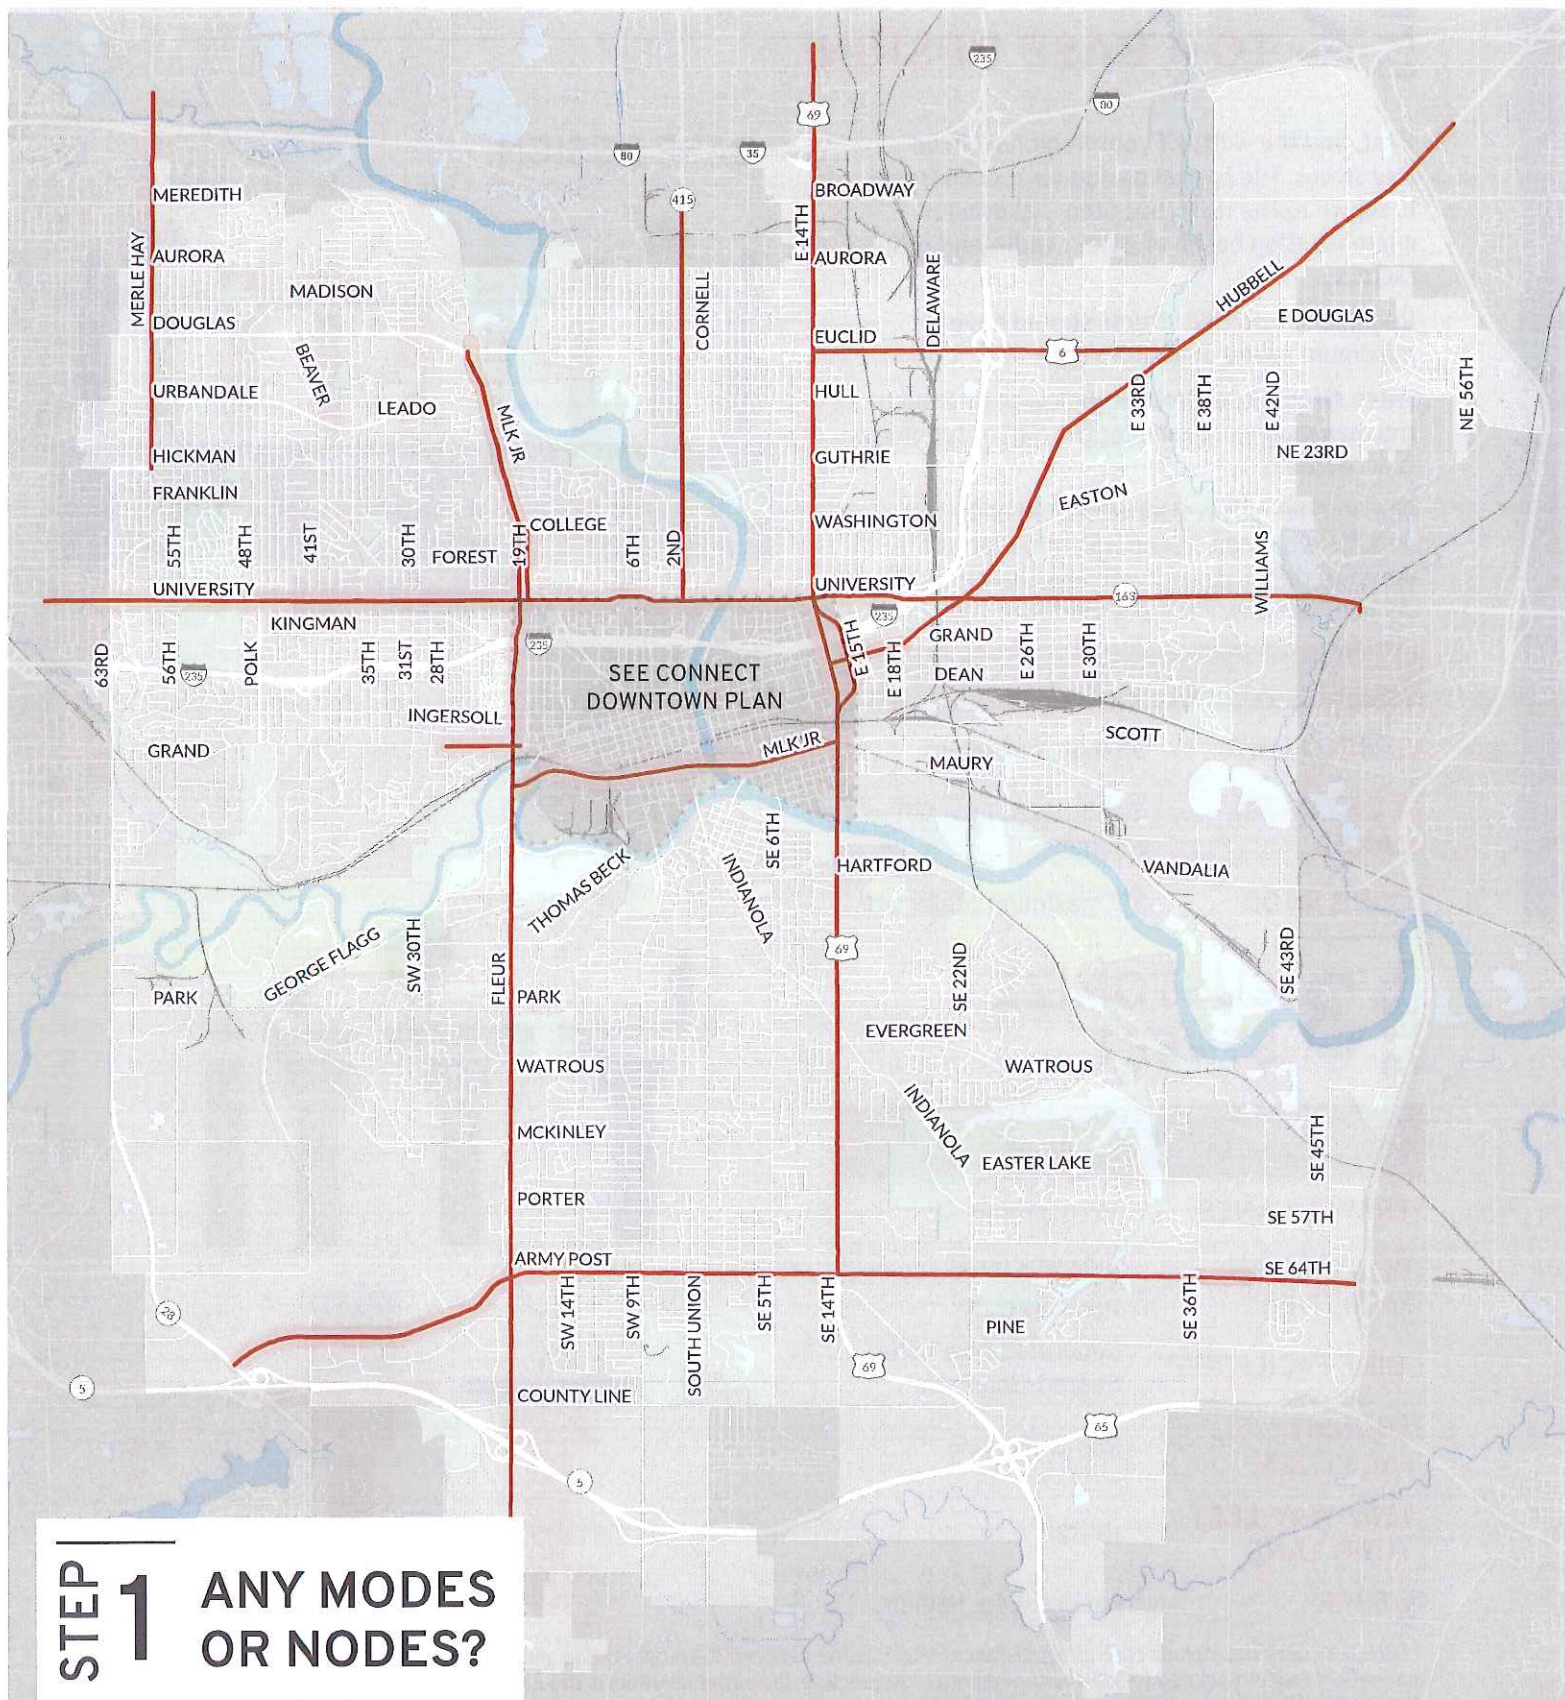 235
69
80
80
35
MEREDITH
BROADWAY
415
MERLE HAY
AURORA
E 14TH
AURORA
MADISON
CORNELL
DELAWARE
HUBBELL
DOUGLAS
E DOUGLAS
EUCLID
6
BEAVER
URBANDALE
LEADO
HULL
E 33RD
E 38TH
E 42ND
NE 56TH
MLK JR
HICKMAN
GUTHRIE
NE 23RD
FRANKLIN
EASTON
COLLEGE
WASHINGTON
55TH
48TH
41ST
30TH
FOREST
19TH
6TH
2ND
WILLIAMS
UNIVERSITY
UNIVERSITY
163
KINGMAN
235
235
E 15TH
GRAND
E 26TH
E 30TH
63RD
56TH
235
POLK
35TH
31ST
28TH
SEE CONNECT
DOWNTOWN PLAN
E 18TH
DEAN
INGERSOLL
GRAND
MLK JR
SCOTT
MAURY
SE 6TH
THOMAS BECK
INDIANOLA
HARTFORD
VANDALIA
GEORGE FLAGG
SW 30TH
69
SE 22ND
SE 43RD
PARK
FLEUR
PARK
EVERGREEN
WATROUS
WATROUS
MCKINLEY
INDIANOLA
EASTER LAKE
SE 45TH
PORTER
SE 57TH
ARMY POST
SE 64TH
28
SW 14TH
SW 9TH
SOUTH UNION
SE 5TH
SE 14TH
PINE
SE 36TH
5
69
COUNTY LINE
65
5
STEP 1
ANY MODES
OR NODES?